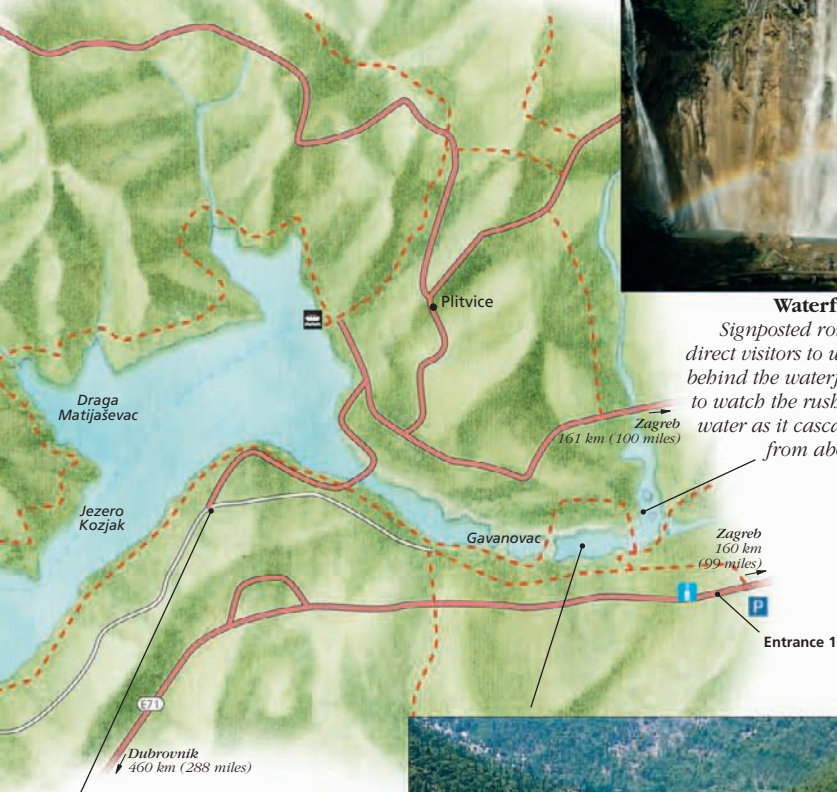 Plitvice
Waterf
Signposted ro
direct visitors to u
behind the waterf
to watch the rush
water as it casca
from ab
Draga
Matijaševac
Zagreb
161 km (100 miles)
Jezero
Kozjak
Gavanovac
Zagreb
160 km
(99 miles)
P
Entrance 1
E71
Dubrovnik
460 km (288 miles)